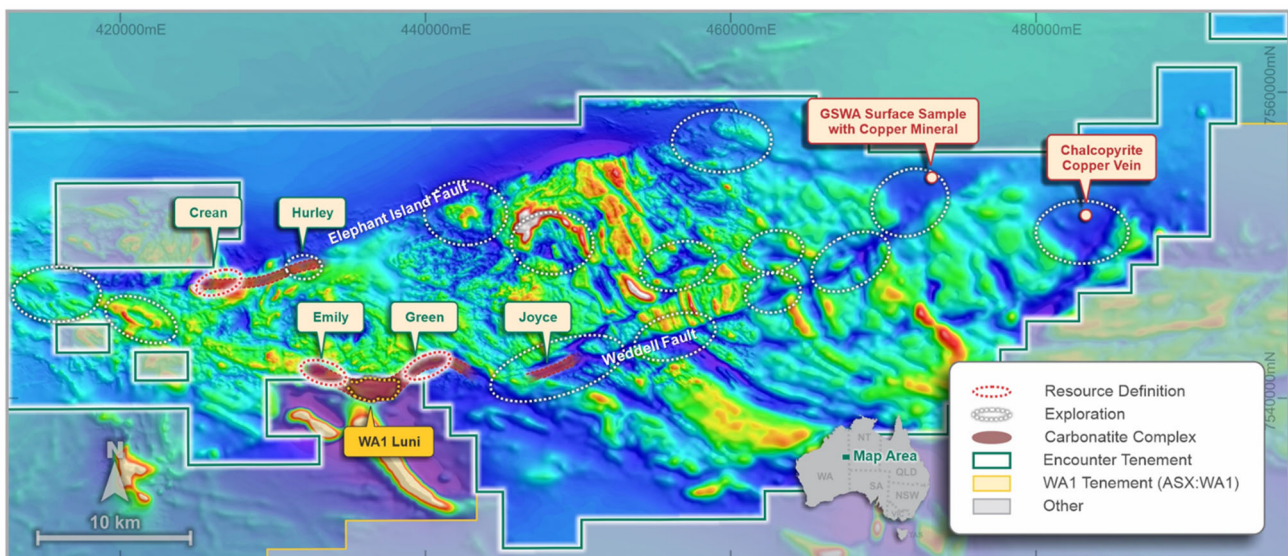 420000mE
440000mE
460000mE
480000mE
7560000mN
GSWA Surface Sample
with Copper Mineral
Chalcopyrite
Copper Vein
Crean
Hurley
Elephant Island Fault
Emily
Green
Joyce
Weddell Fault
WA1 Luni
7540000mN
N
10 km
Map Area
WA
NT
SA
QLD
NSW
Resource Definition
Exploration
Carbonatite Complex
Encounter Tenement
WA1 Tenement (ASX:WA1)
Other